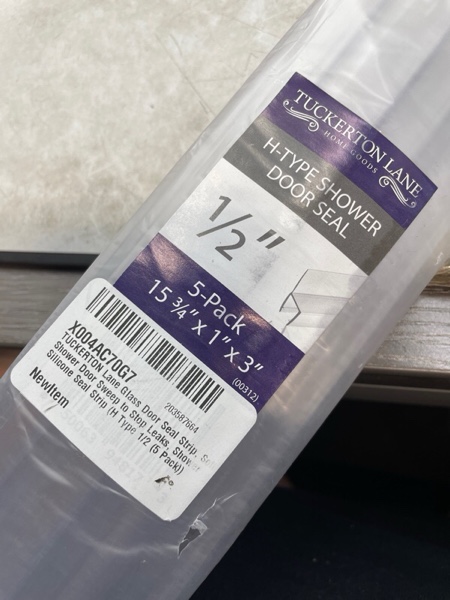 TUCKERTON LANE
HOME GOODS
H-TYPE SHOWER
DOOR SEAL
1/2"
5-Pack
15 3/4" x 1" x 3"
(00312)
203587664
X004AC70G7
TUCKERTON Lane Glass Door Seal Strip,
Shower Door Sweep to Stop Leaks, Shower
Silicone Seal Strip (H Type 1/2 (5 Pack))
NewItem